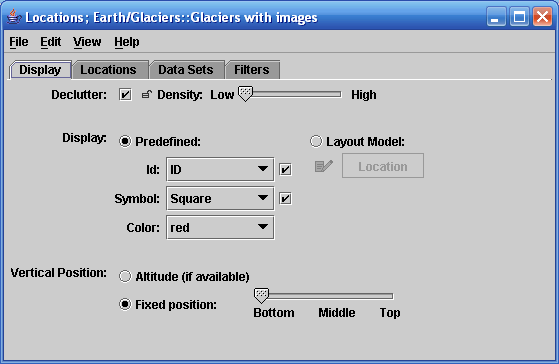 Locations; Earth/Glaciers::Glaciers with images
File Edit View Help
Display Locations Data Sets Filters
Declutter: Density: Low High
Display: Predefined: Layout Model:
Id: ID Location
Symbol: Square
Color: red
Vertical Position: Altitude (if available)
Fixed position:
Bottom Middle Top